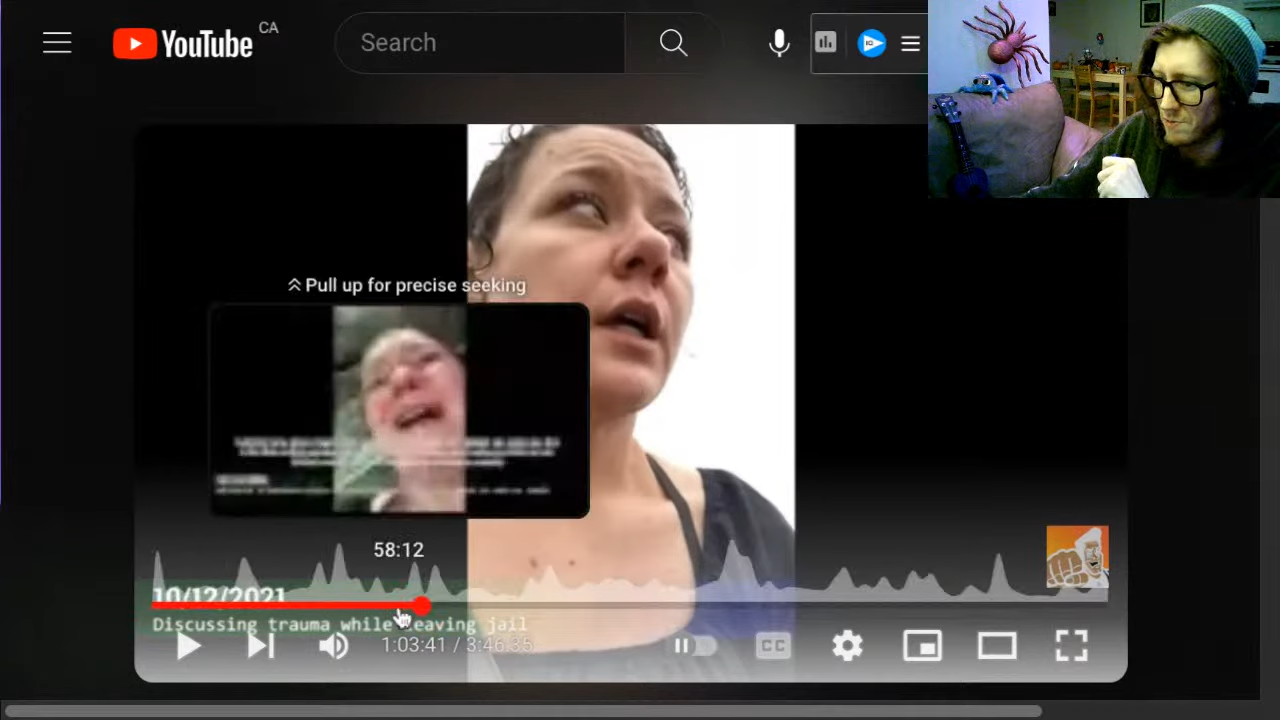 YouTube CA
Search
Pull up for precise seeking
58:12
10/12/2021
Discussing trauma while leaving jail
1:03:41 / 3:46:35
CC